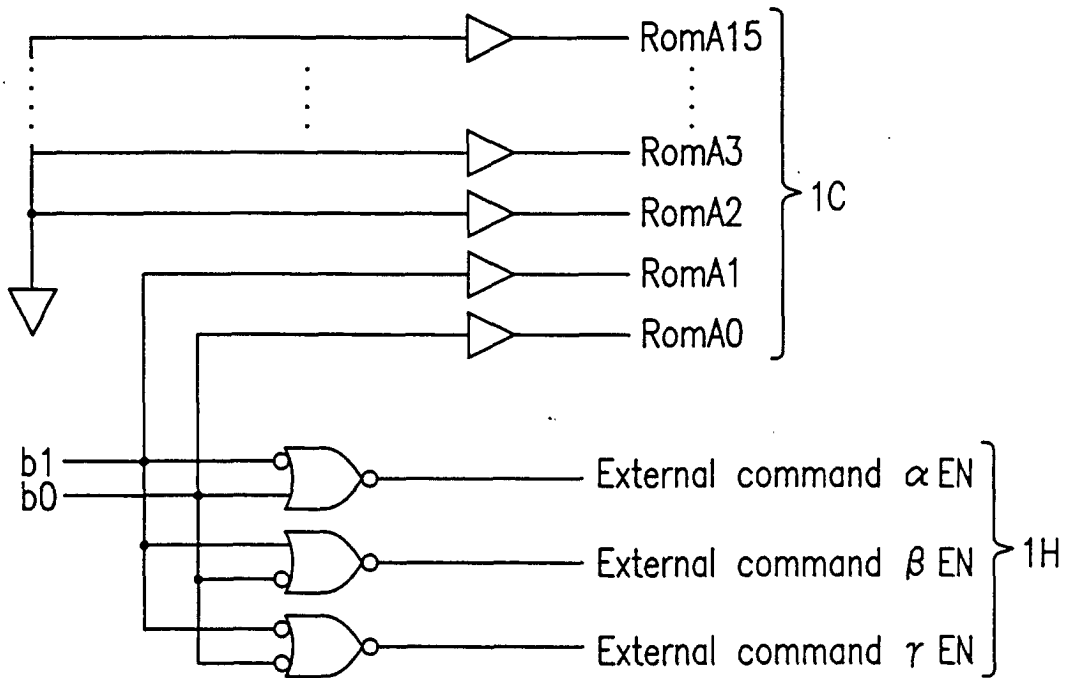 RomA15
RomA3
RomA2
1C
RomA1
RomA0
b1
b0
External command α EN
External command β EN
1H
External command γ EN